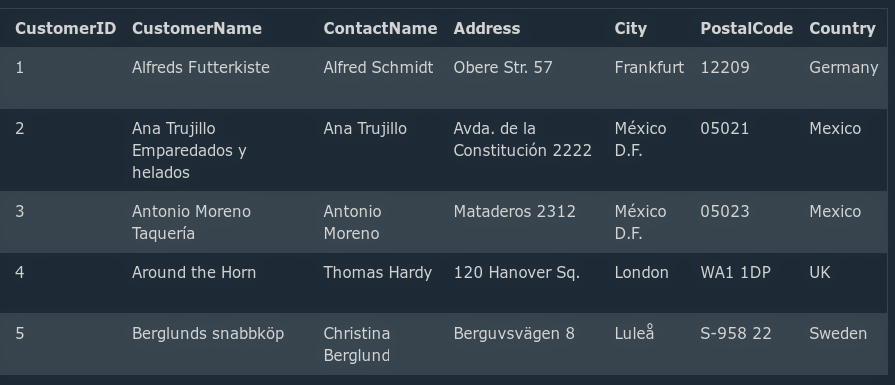 CustomerID CustomerName ContactName Address City PostalCode Country
1 Alfreds Futterkiste Alfred Schmidt Obere Str. 57 Frankfurt 12209 Germany
2 Ana Trujillo Ana Trujillo Avda. de la México 05021 Mexico
Emparedados y Constitución 2222 D.F.
helados
3 Antonio Moreno Antonio Mataderos 2312 México 05023 Mexico
Taquería Moreno D.F.
4 Around the Horn Thomas Hardy 120 Hanover Sq. London WA1 1DP UK
5 Berglunds snabbköp Christina Berguvsvägen 8 Luleå S-958 22 Sweden
Berglund